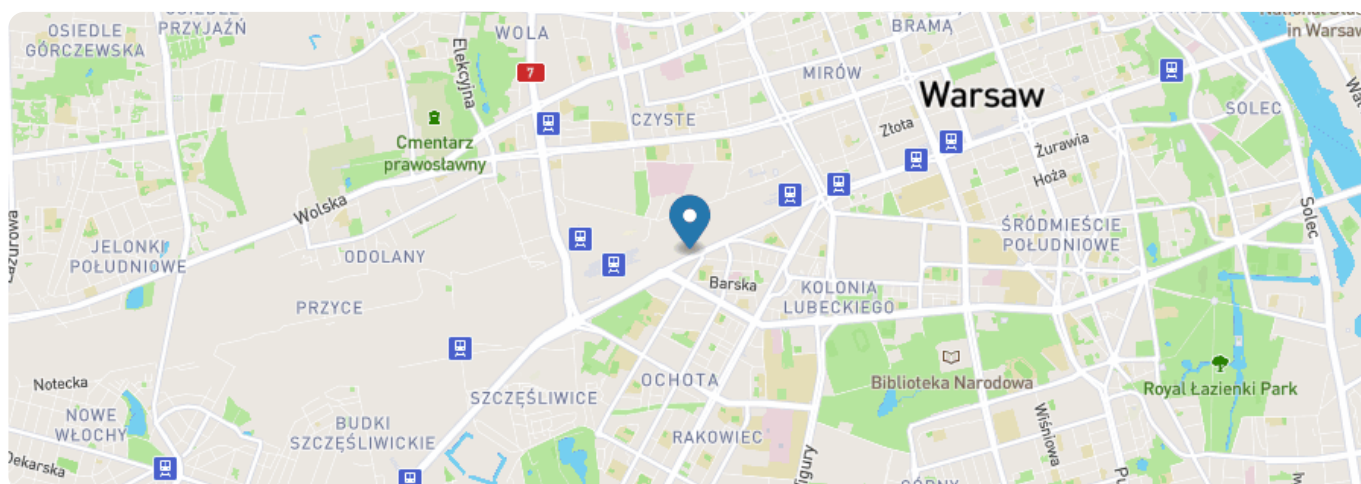 OSIEDLE
PRZYJAŹŃ
OSIEDLE
GÓRCZEWSKA
Elekcyjna
WOLA
7
BRAMĄ
in Warsaw
MIRÓW
Warsaw
SOLEC
CZYSTE
Złota
Żurawia
Hoża
Cmentarz
prawosławny
Wolska
Solec
ŚRÓDMIEŚCIE
POŁUDNIOWE
JELONKI
POŁUDNIOWE
ODOLANY
Barska
KOLONIA
LUBECKIEGO
PRZYCE
Biblioteka Narodowa
Royal Łazienki Park
Notecka
NOWE
WŁOCHY
SZCZĘŚLIWICE
OCHOTA
BUDKI
SZCZĘŚLIWICKIE
RAKOWIEC
Wiśniowa